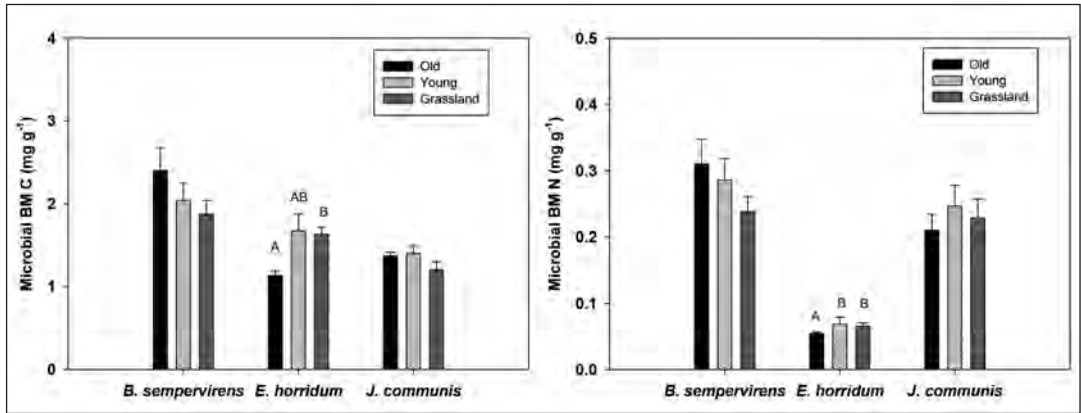 4
3
2
1
0
Microbial BM C (mg g⁻¹)
Old
Young
Grassland
A
AB
B
B. sempervirens E. horridum J. communis
0.5
0.4
0.3
0.2
0.1
0.0
Microbial BM N (mg g⁻¹)
Old
Young
Grassland
A
B
B
B. sempervirens E. horridum J. communis